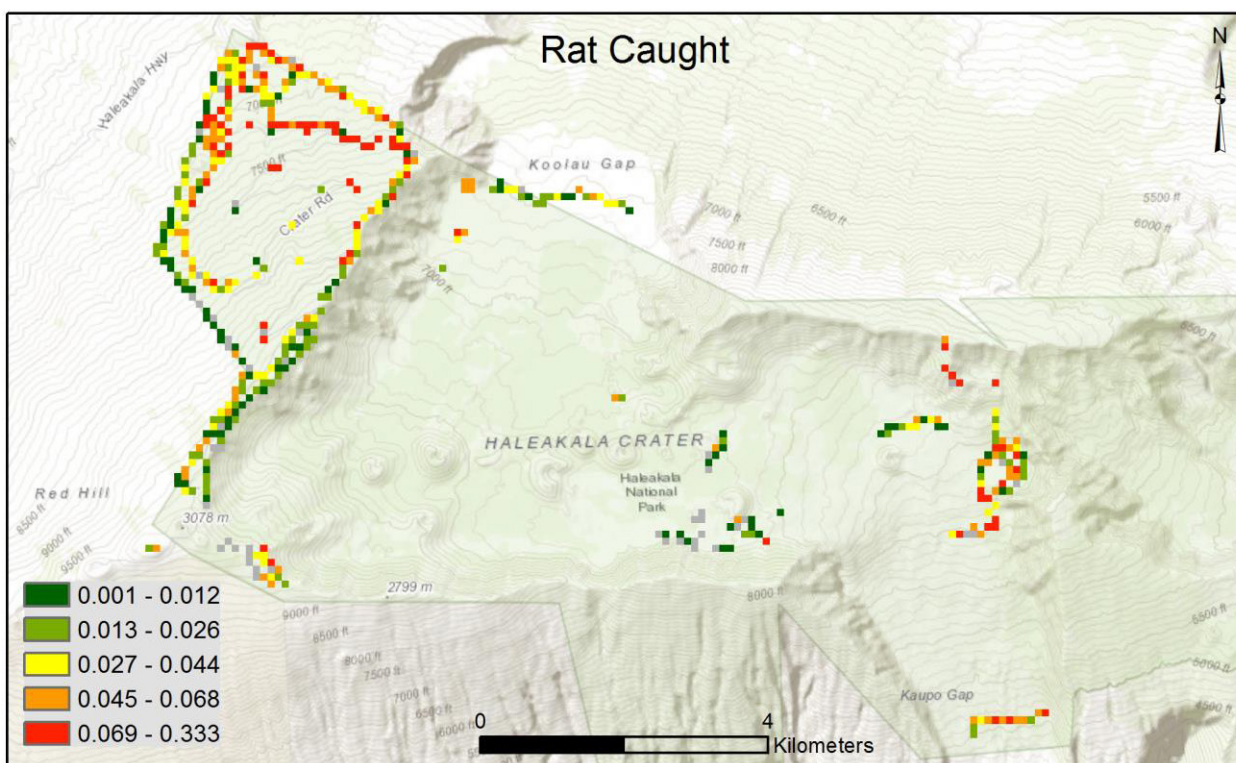 Rat Caught
N
Haleakala Hwy
7000 ft
7500 ft
Crater Rd
Koolau Gap
7000 ft
6500 ft
5500 ft
6000 ft
7500 ft
8000 ft
7000 ft
6500 ft
HALEAKALA CRATER
Haleakala
National
Park
Red Hill
8500 ft
9000 ft
9500 ft
3078 m
2799 m
8000 ft
9000 ft
8500 ft
8000 ft
7500 ft
7000 ft
6500 ft
6000 ft
5500 ft
5000 ft
4500 ft
Kaupo Gap
0.001 - 0.012
0.013 - 0.026
0.027 - 0.044
0.045 - 0.068
0.069 - 0.333
0
4
Kilometers